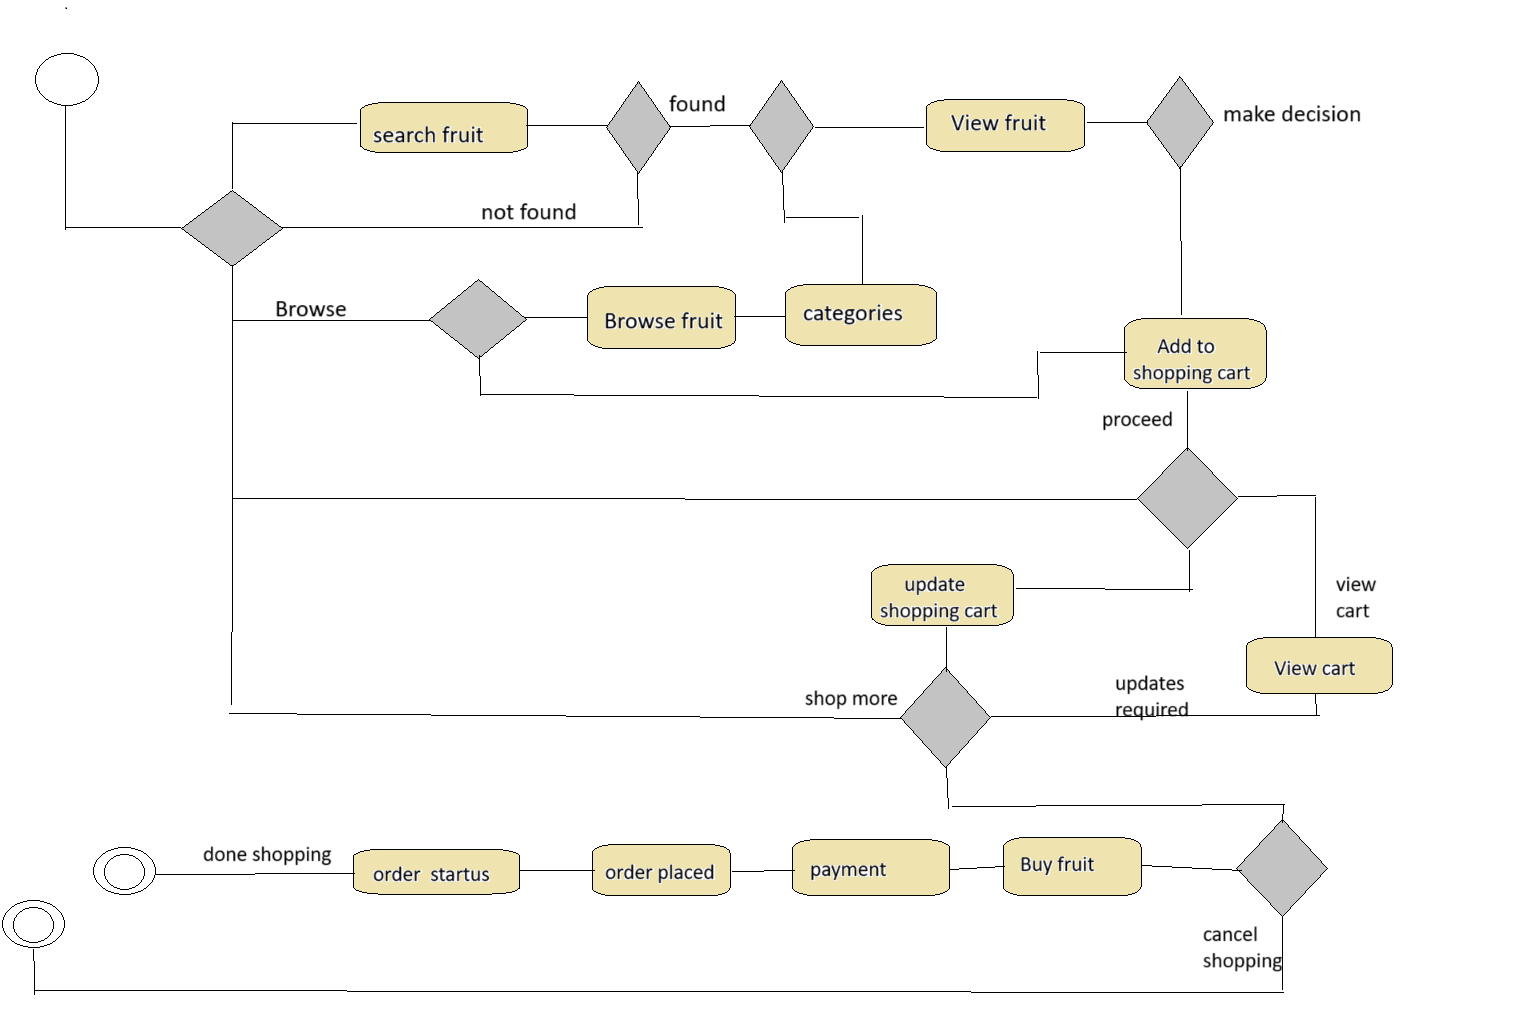 found
make decision
search fruit
View fruit
not found
Browse
Browse fruit
categories
Add to
shopping cart
proceed
update
shopping cart
view
cart
View cart
updates
required
shop more
done shopping
order startus
order placed
payment
Buy fruit
cancel
shopping